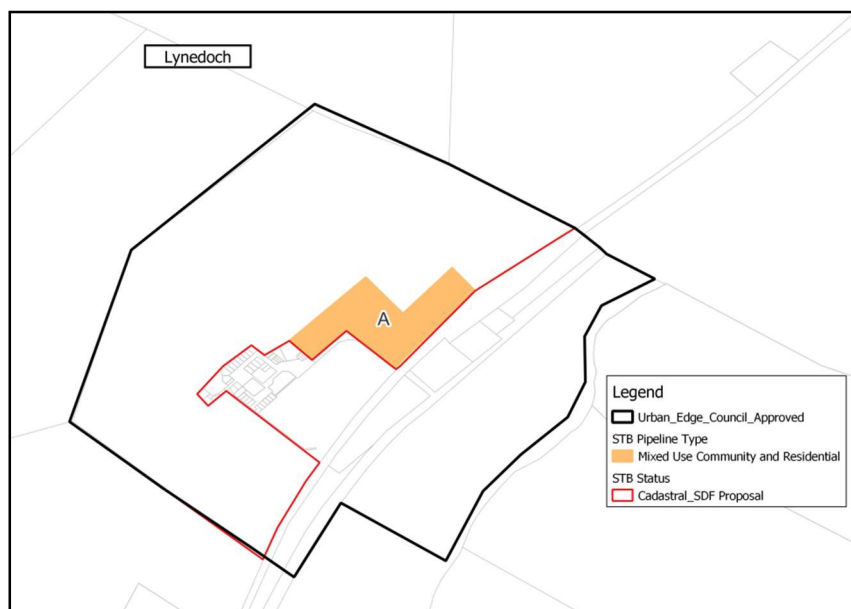 Lynedoch
A
Legend
Urban_Edge_Council_Approved
STB Pipeline Type
Mixed Use Community and Residential
STB Status
Cadastral_SDF Proposal